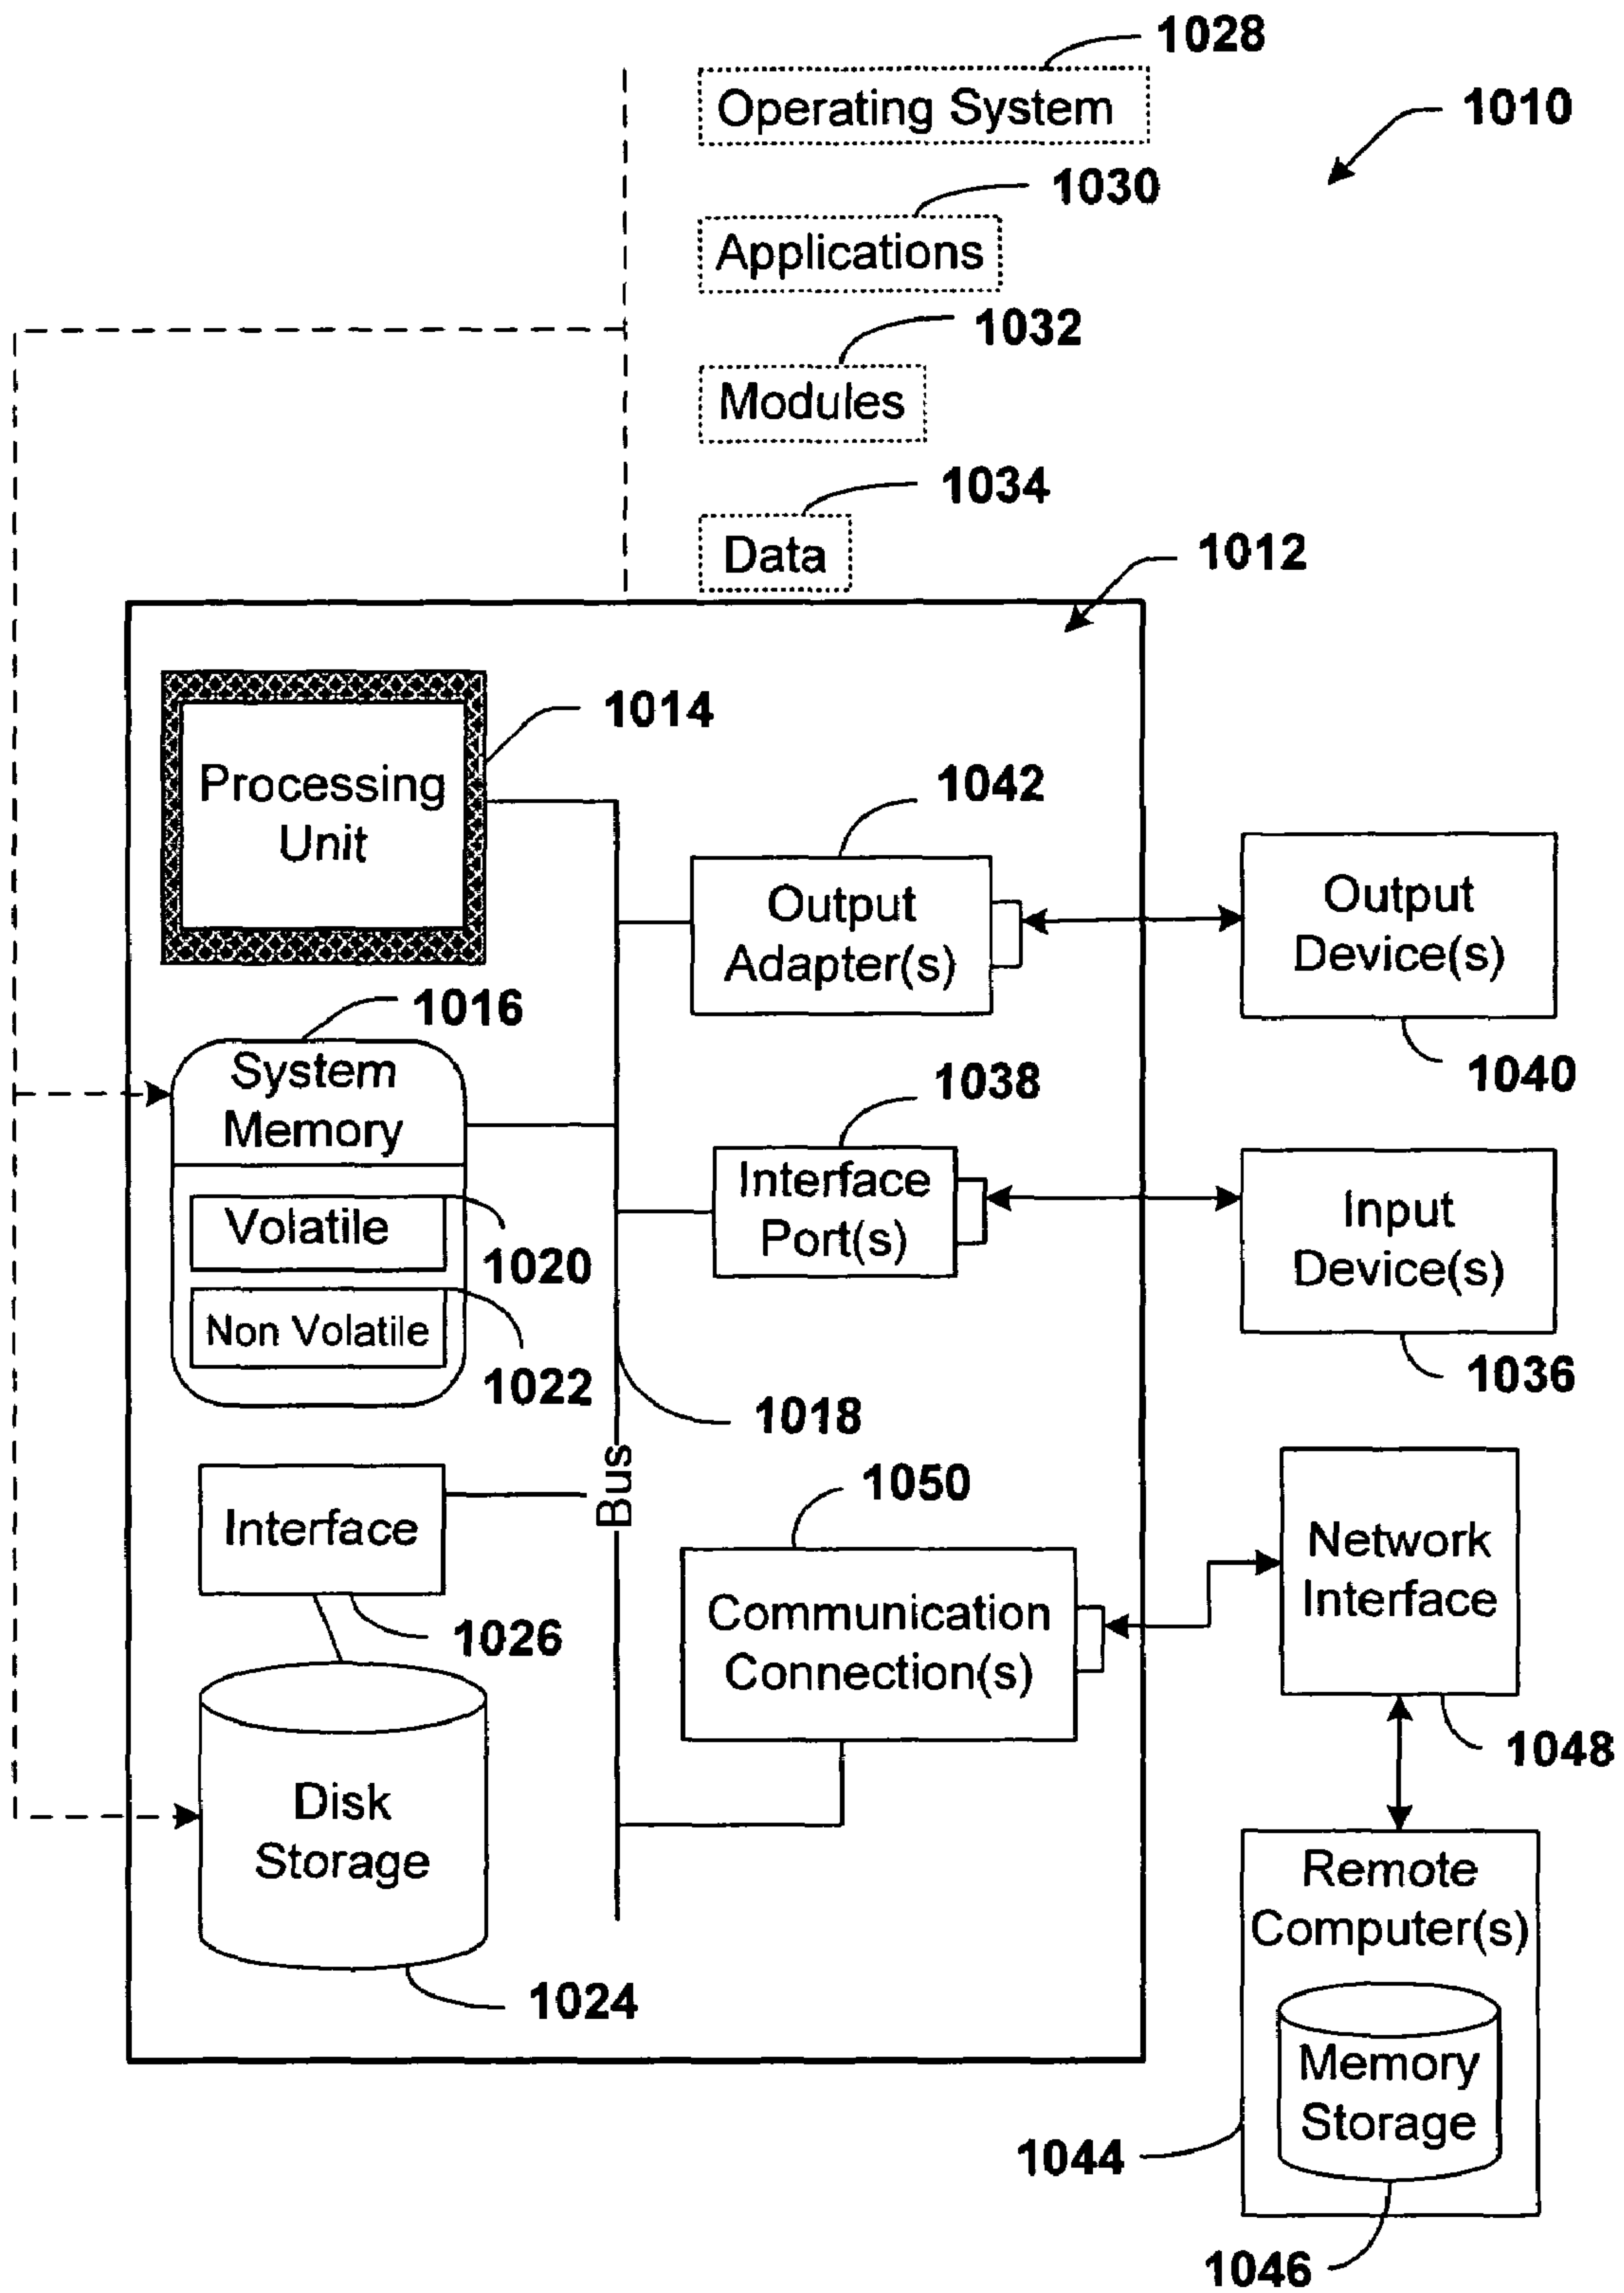 1028
Operating System
1010
1030
Applications
1032
Modules
1034
Data
1012
1014
Processing
Unit
1042
Output
Adapter(s)
Output
Device(s)
1040
1016
System
Memory
1038
Interface
Port(s)
Input
Device(s)
1036
Volatile
1020
Non Volatile
1022
1018
Bus
Interface
1026
1050
Communication
Connection(s)
Network
Interface
1048
Disk
Storage
1024
Remote
Computer(s)
Memory
Storage
1044
1046